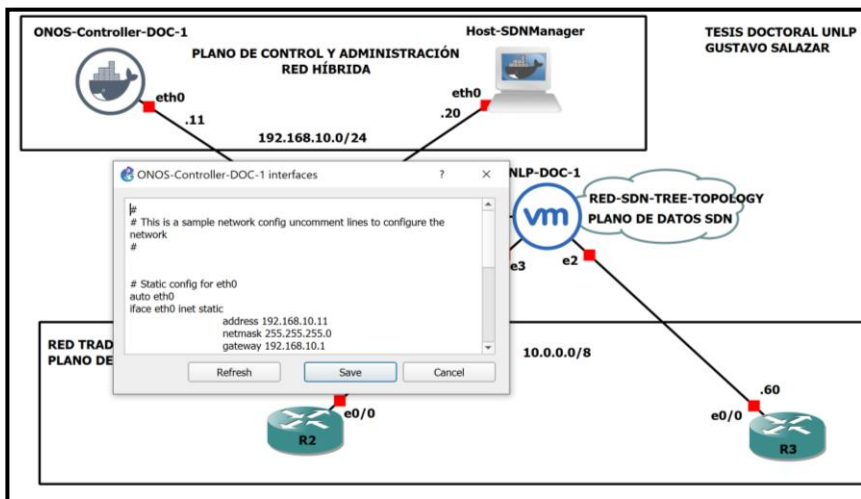 ONOS-Controller-DOC-1
Host-SDNManager
TESIS DOCTORAL UNLP
GUSTAVO SALAZAR
PLANO DE CONTROL Y ADMINISTRACIÓN
RED HÍBRIDA
eth0
eth0
.11
.20
192.168.10.0/24
ONOS-Controller-DOC-1 interfaces
? ×
#
# This is a sample network config uncomment lines to configure the
network
#
# Static config for eth0
auto eth0
iface eth0 inet static
address 192.168.10.11
netmask 255.255.255.0
gateway 192.168.10.1
Refresh
Save
Cancel
NLP-DOC-1
vm
RED-SDN-TREE-TOPOLOGY
PLANO DE DATOS SDN
e3
e2
RED TRAD
PLANO DE
10.0.0.0/8
.60
e0/0
e0/0
R2
R3